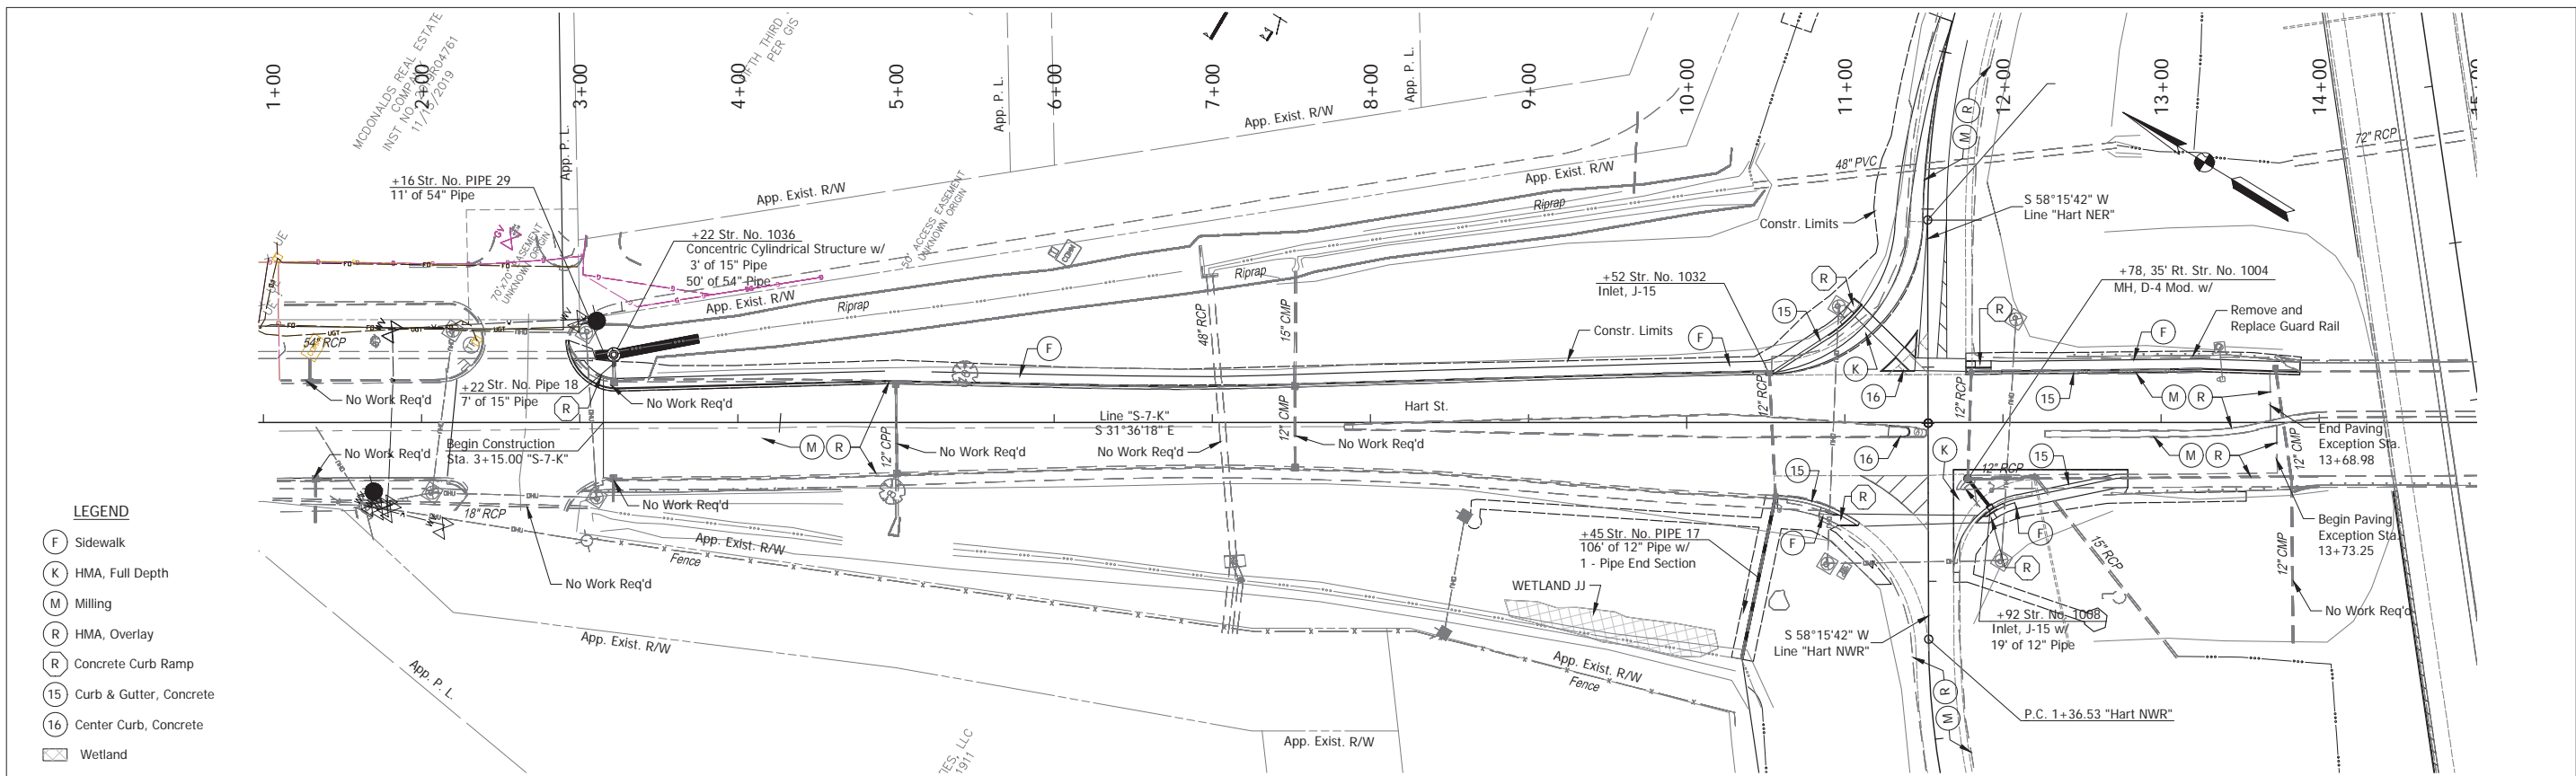 1+00
2+00
3+00
4+00
5+00
6+00
7+00
8+00
9+00
10+00
11+00
12+00
13+00
14+00
MCDONALDS REAL ESTATE
INST NO.
11/15/2019
FIFTH THIRD
PER GIS
App. P. L.
App. P. L.
App. P. L.
App. Exist. R/W
App. Exist. R/W
App. Exist. R/W
App. Exist. R/W
+16 Str. No. PIPE 29
11' of 54" Pipe
70'x70' EASEMENT
UNKNOWN ORIGIN
50' ACCESS EASEMENT
UNKNOWN ORIGIN
+22 Str. No. 1036
Concentric Cylindrical Structure w/
3' of 15" Pipe
50' of 54" Pipe
Riprap
Riprap
Riprap
48" PVC
72" RCP
Constr. Limits
S 58°15'42" W
Line "Hart NER"
+52 Str. No. 1032
Inlet, J-15
+78, 35' Rt. Str. No. 1004
MH, D-4 Mod. w/
Remove and
Replace Guard Rail
Constr. Limits
54" RCP
48" RCP
15" CMP
+22 Str. No. Pipe 18
7' of 15" Pipe
No Work Req'd
No Work Req'd
12" RCP
12" RCP
Hart St.
Line "S-7-K"
S 31°36'18" E
Begin Construction
Sta. 3+15.00 "S-7-K"
12" CPP
12" CMP
No Work Req'd
No Work Req'd
No Work Req'd
No Work Req'd
End Paving
Exception Sta.
13+68.98
12" CMP
12" RCP
No Work Req'd
18" RCP
No Work Req'd
App. Exist. R/W
Fence
+45 Str. No. PIPE 17
106' of 12" Pipe w/
1 - Pipe End Section
WETLAND JJ
15" RCP
Begin Paving
Exception Sta.
13+73.25
12" CMP
No Work Req'd
+92 Str. No. 1008
Inlet, J-15 w/
19' of 12" Pipe
S 58°15'42" W
Line "Hart NWR"
App. Exist. R/W
App. P. L.
App. Exist. R/W
Fence
App. Exist. R/W
P.C. 1+36.53 "Hart NWR"
LEGEND
F Sidewalk
K HMA, Full Depth
M Milling
R HMA, Overlay
R Concrete Curb Ramp
15 Curb & Gutter, Concrete
16 Center Curb, Concrete
Wetland